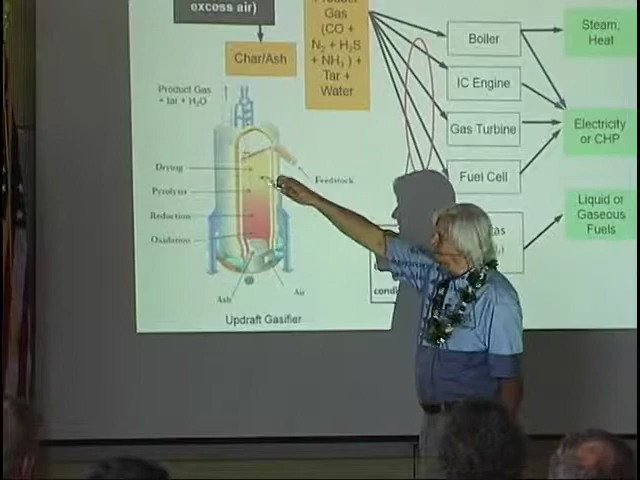 excess air)
Char/Ash
Gas
(CO +
N2 + H2S
+ NH3) +
Tar +
Water
Boiler
IC Engine
Gas Turbine
Fuel Cell
Steam,
Heat
Electricity
or CHP
Liquid or
Gaseous
Fuels
Product Gas
+ tar + H2O
Drying
Pyrolysis
Reduction
Oxidation
Feedstock
Ash
Air
Updraft Gasifier